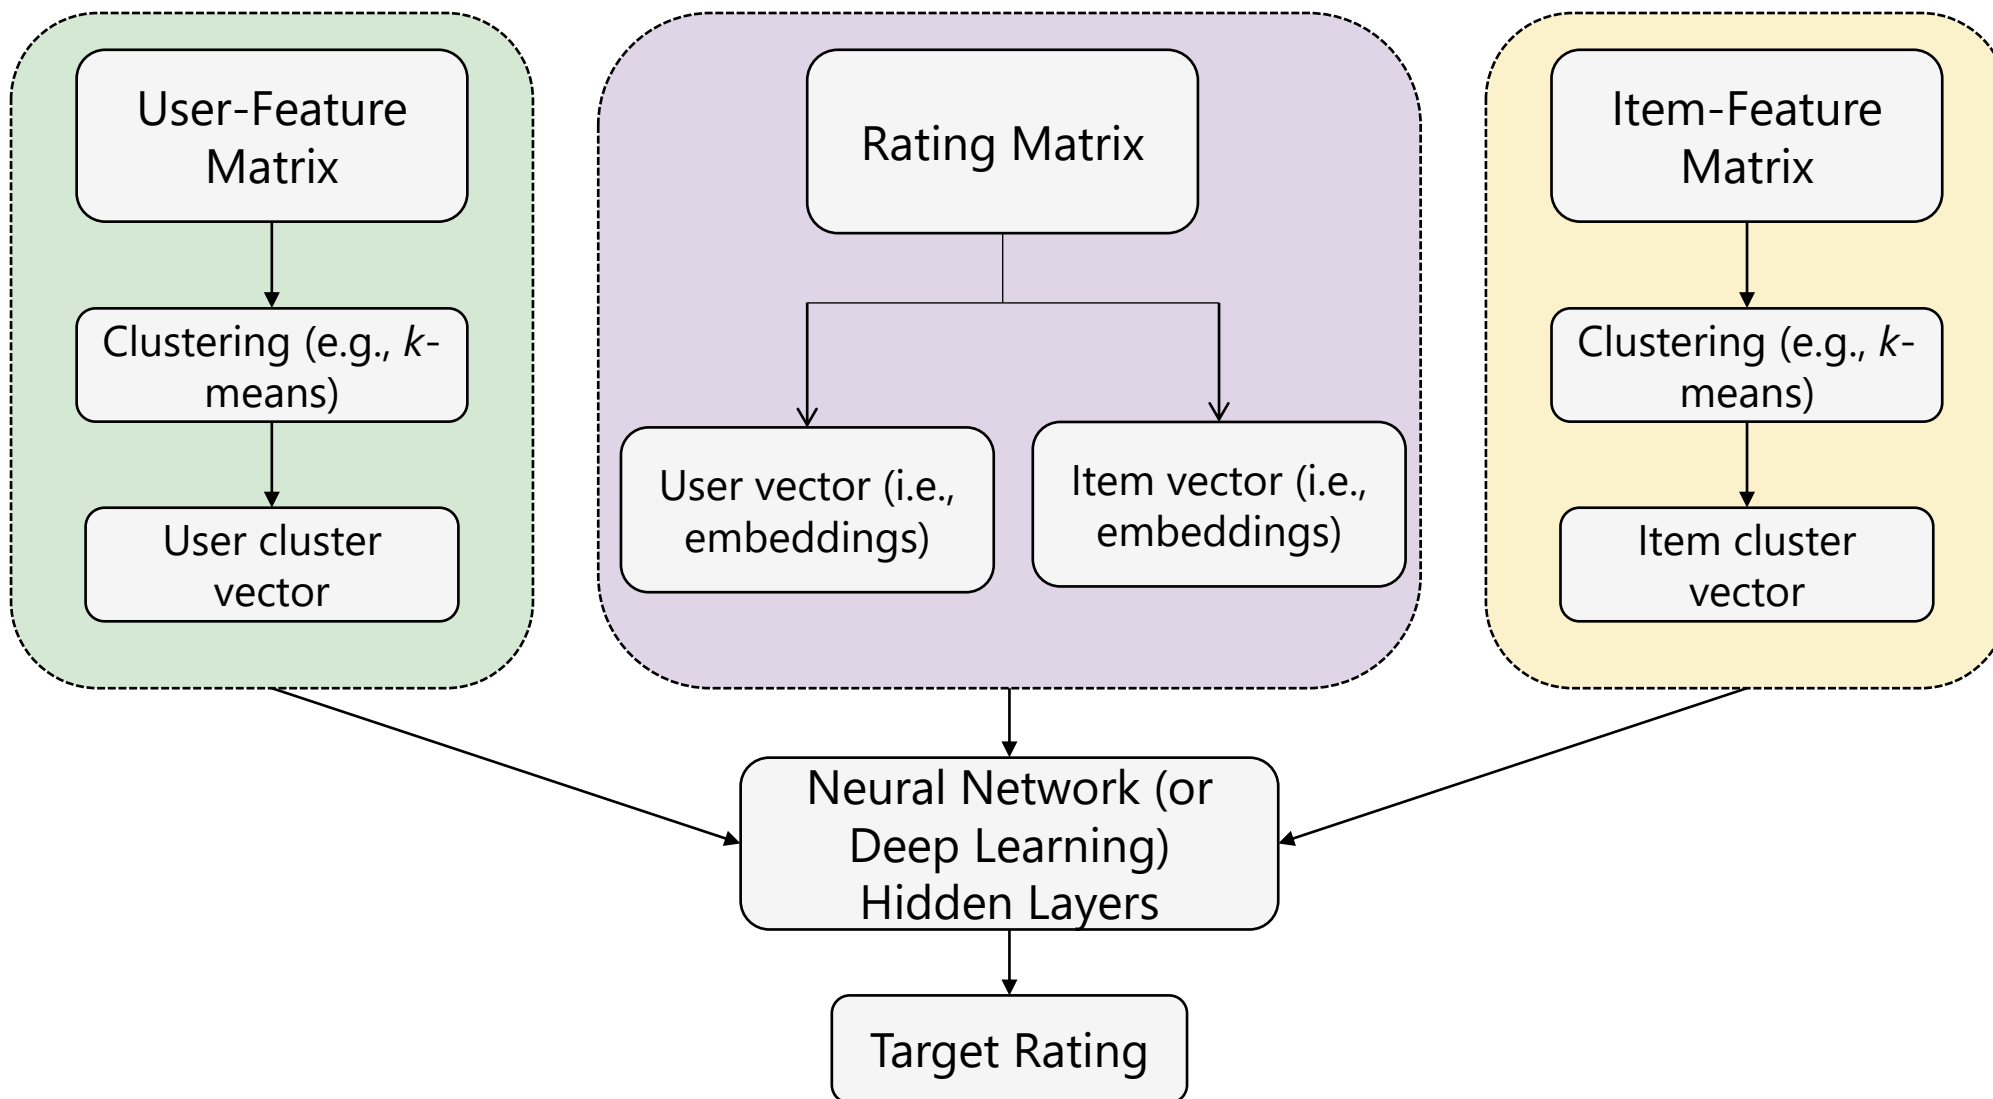 User-Feature
Matrix
Clustering (e.g., k-
means)
User cluster
vector
Rating Matrix
User vector (i.e.,
embeddings)
Item vector (i.e.,
embeddings)
Item-Feature
Matrix
Clustering (e.g., k-
means)
Item cluster
vector
Neural Network (or
Deep Learning)
Hidden Layers
Target Rating